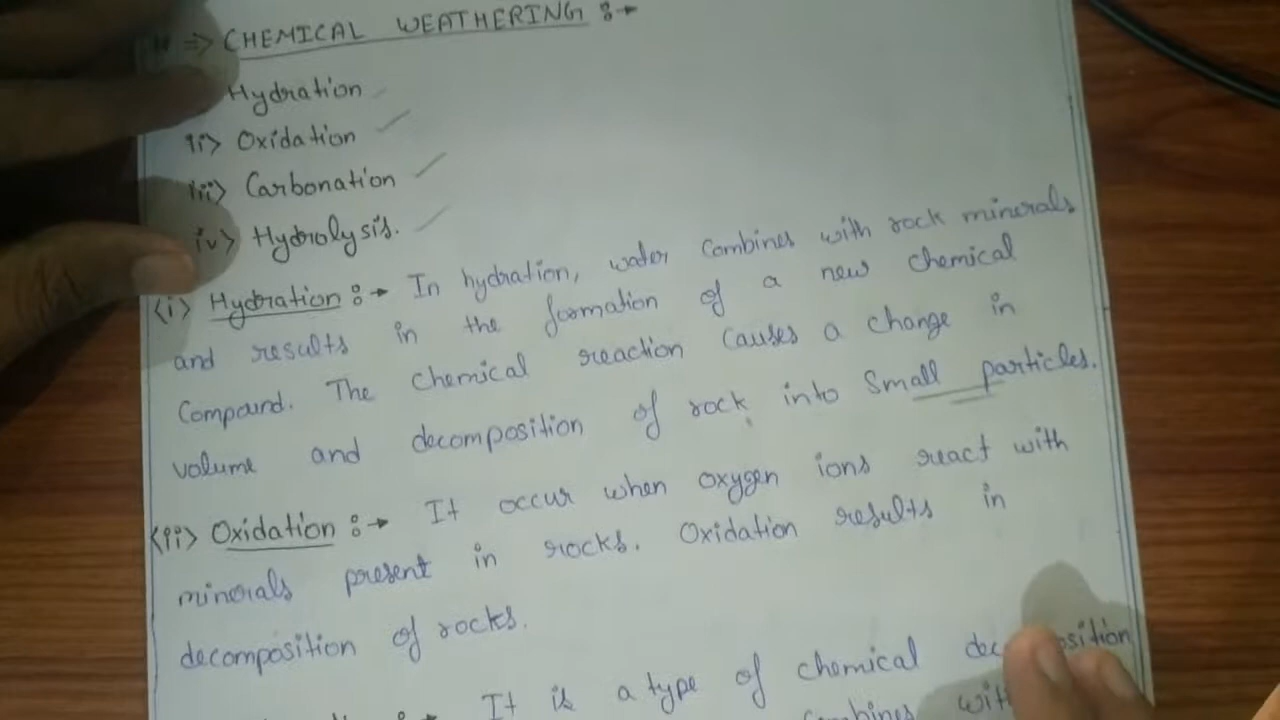 => CHEMICAL WEATHERING :→
Hydration
ii> Oxidation
iii> Carbonation
iv> Hydrolysis.
<i> Hydration :→ In hydration, water combines with rock minerals
and results in the formation of a new chemical
Compound. The chemical reaction causes a change in
volume and decomposition of rock into Small particles.
<ii> Oxidation :→ It occur when oxygen ions react with
minerals present in rocks. Oxidation results in
decomposition of rocks.
It is a type of chemical
Combines